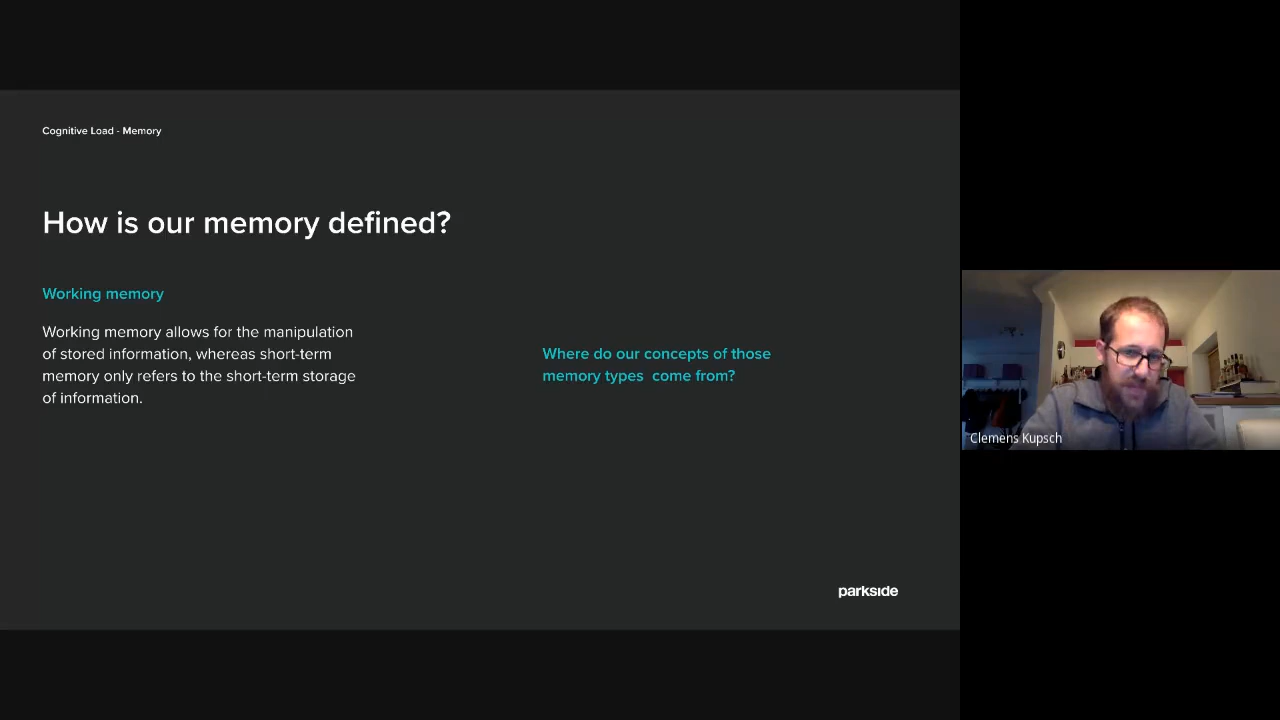 Cognitive Load - Memory
How is our memory defined?
Working memory
Working memory allows for the manipulation
of stored information, whereas short-term
memory only refers to the short-term storage
of information.
Where do our concepts of those
memory types  come from?
parkside
Clemens Kupsch